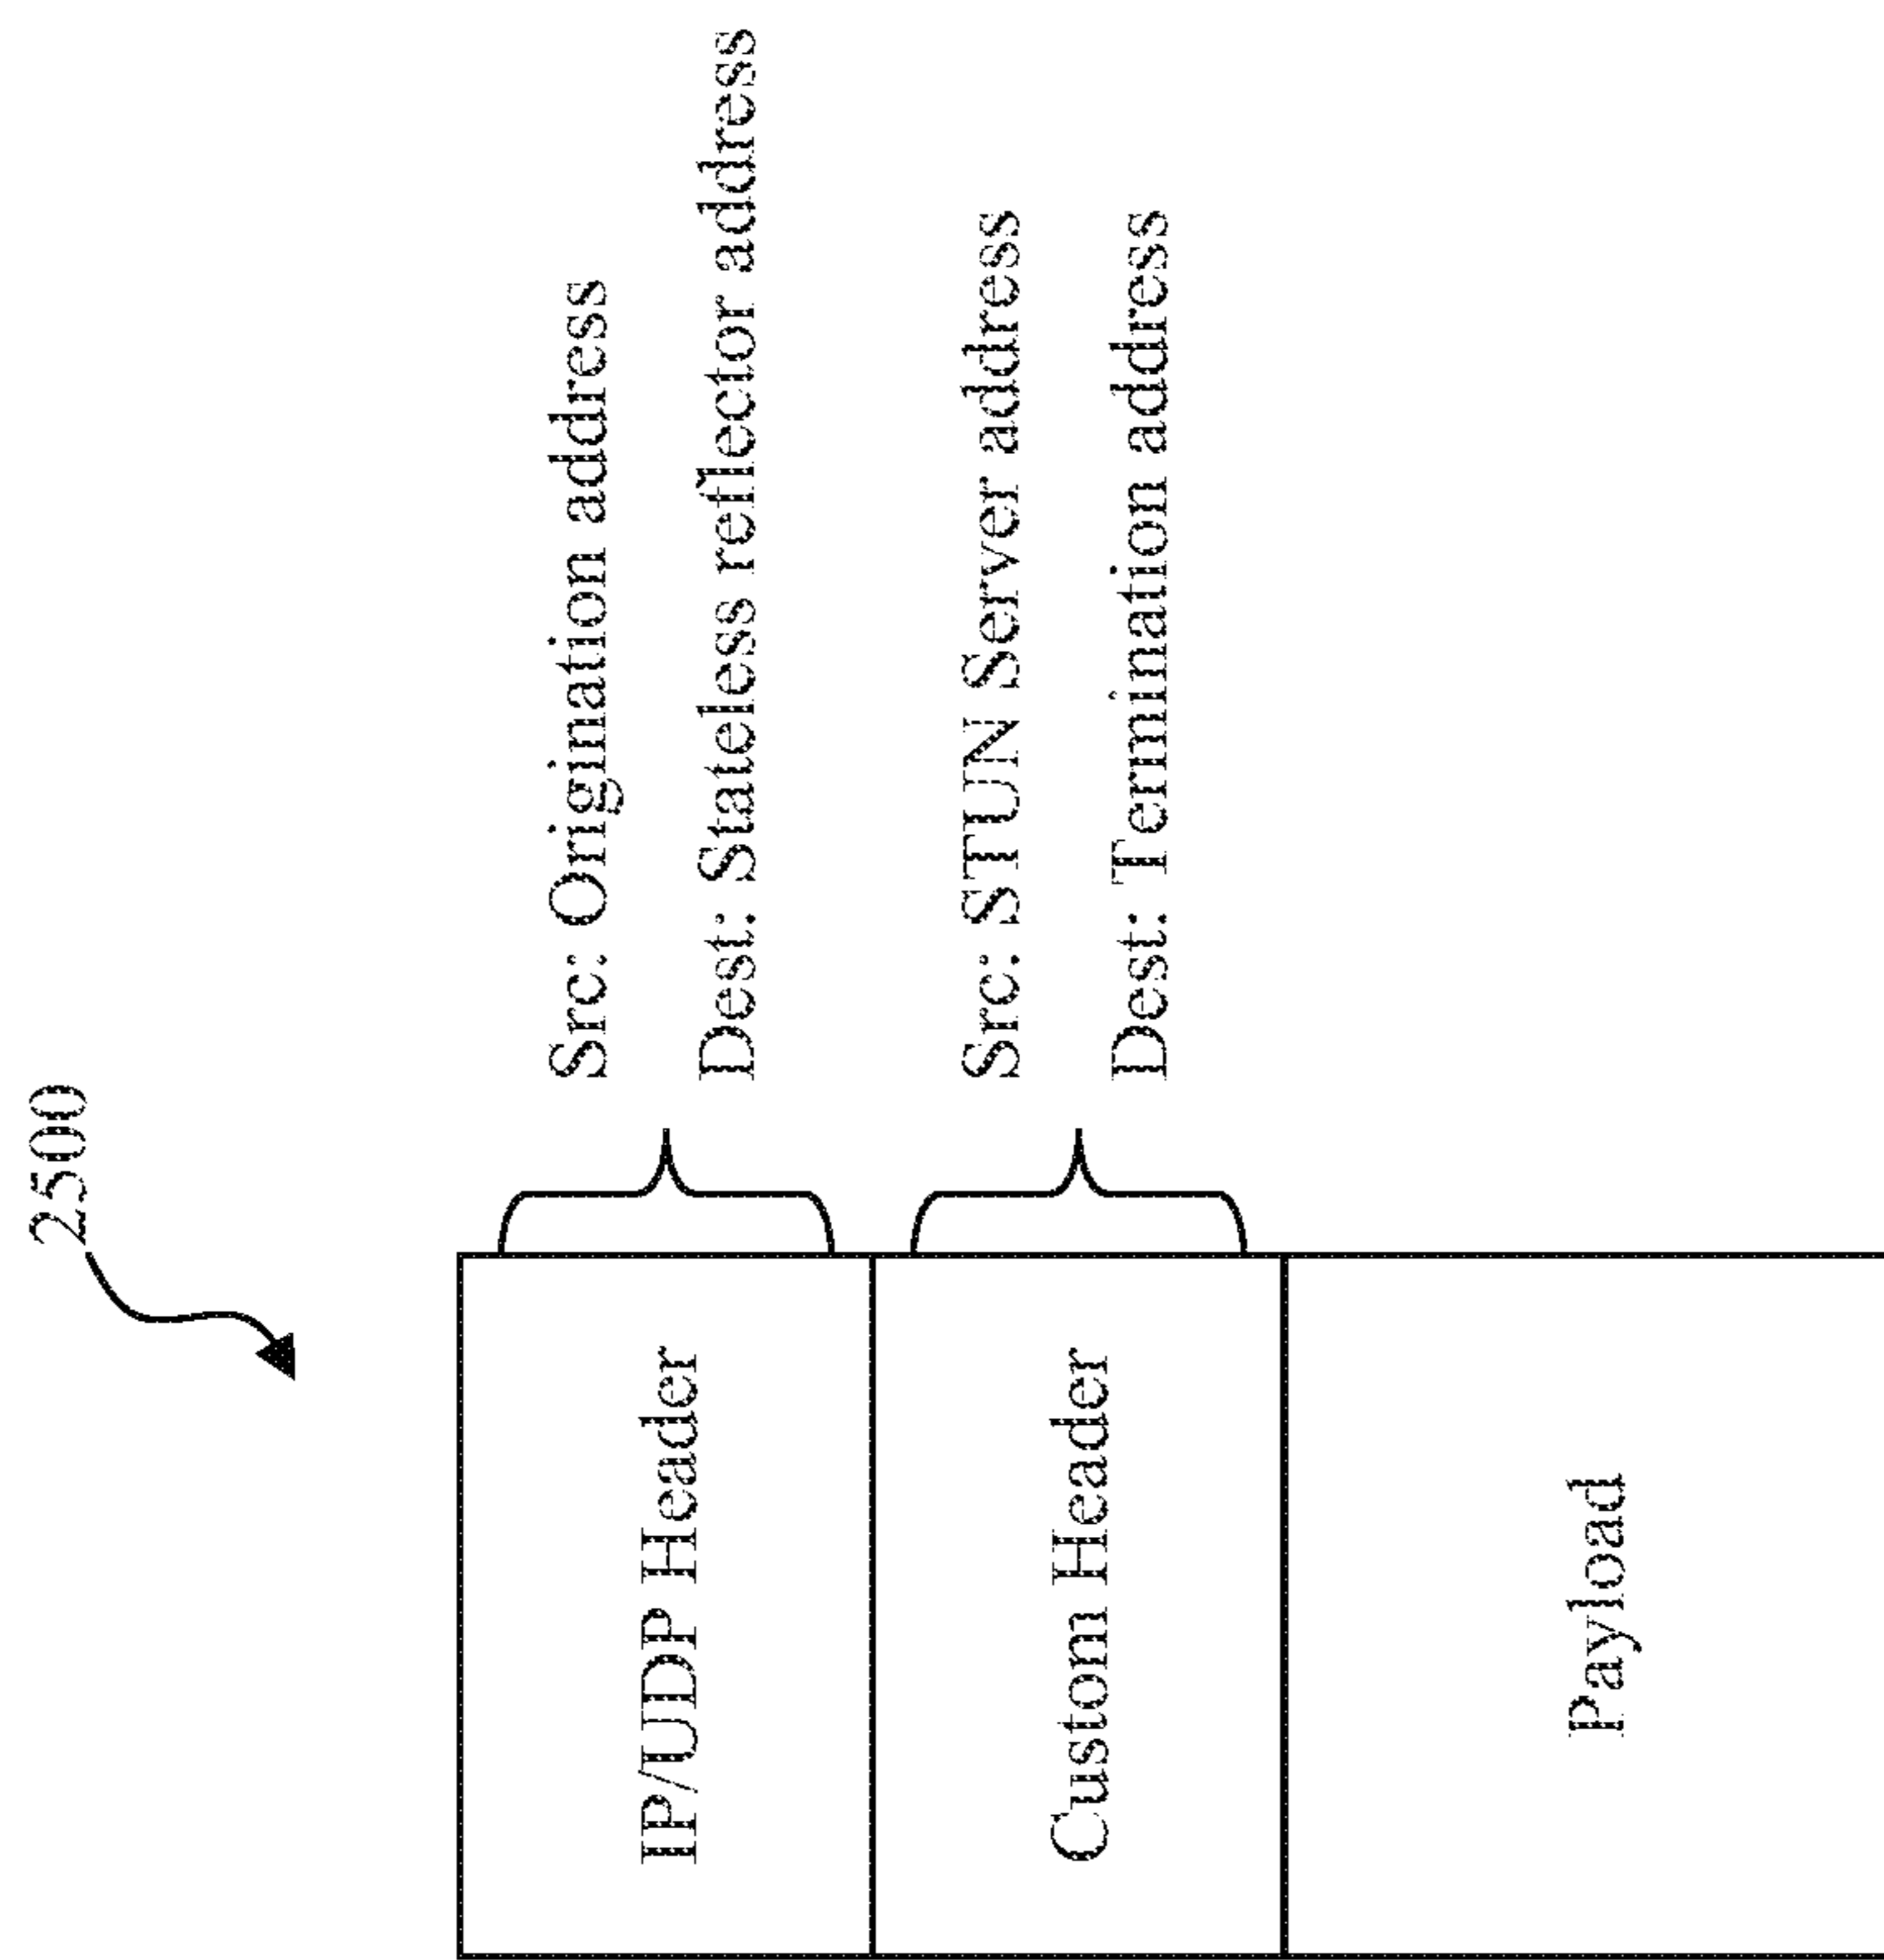 2500
IP/UDP Header
Src: Origination address
Dest: Stateless reflector address
Custom Header
Src: STUN Server address
Dest: Termination address
Payload